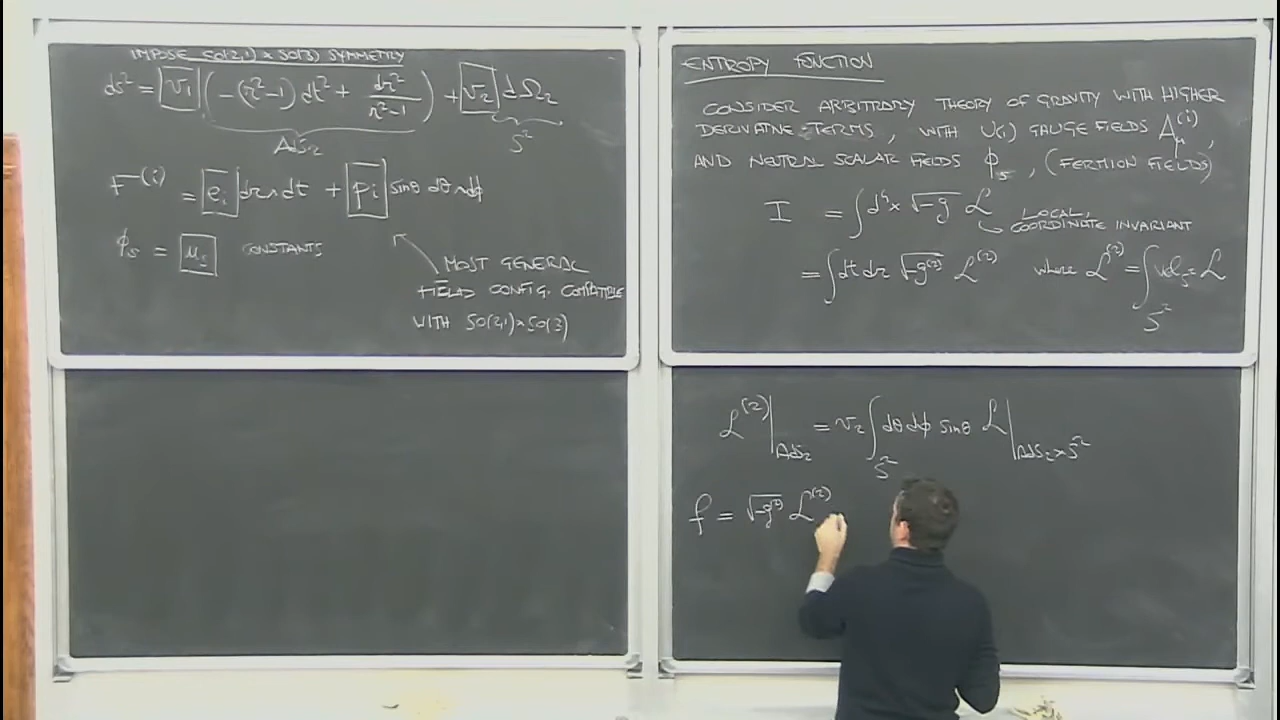 IMPOSE SO(2,1) × SO(3) SYMMETRY
ds² = v₁ ( -(r²-1) dt² + dr²/(r²-1) ) + v₂ dΩ₂
AdS₂ S²
F⁽ⁱ⁾ = eᵢ dr∧dt + pᵢ sinθ dθ∧dϕ
ϕₛ = uₛ CONSTANTS
MOST GENERAL
FIELD CONFIG. COMPATIBLE
WITH SO(2,1)×SO(3)
ENTROPY FUNCTION
CONSIDER ARBITRARY THEORY OF GRAVITY WITH HIGHER
DERIVATIVE TERMS, WITH U(1) GAUGE FIELDS A_μ⁽ⁱ⁾,
AND NEUTRAL SCALAR FIELDS ϕₛ, (FERMION FIELDS)
I = ∫d⁴x √-g ℒ LOCAL,
COORDINATE INVARIANT
= ∫dt dr √-g⁽²⁾ ℒ⁽²⁾ where ℒ⁽²⁾ = ∫ vol_S² ℒ
S²
ℒ⁽²⁾|AdS₂ = v₂ ∫ dθ dϕ sinθ ℒ|AdS₂×S²
S²
f = √-g⁽²⁾ ℒ⁽²⁾